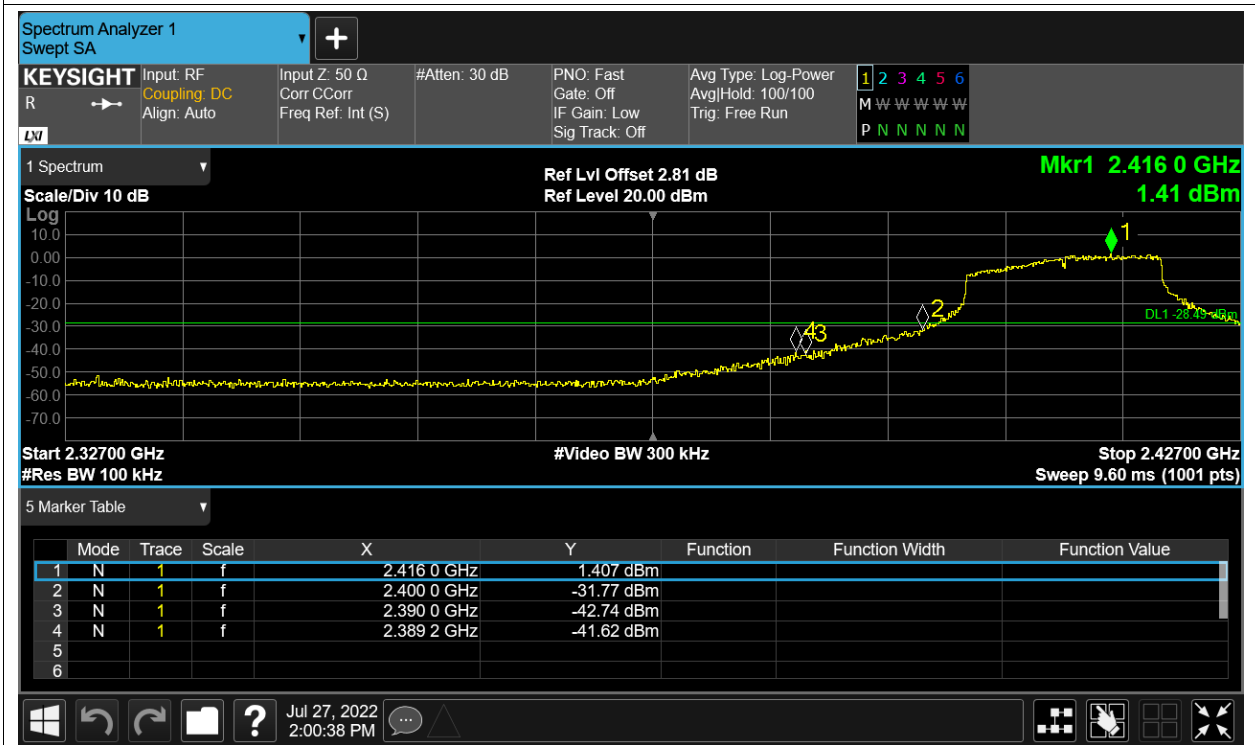 Spectrum Analyzer 1
Swept SA
KEYSIGHT Input: RF Input Z: 50 Ω #Atten: 30 dB PNO: Fast Avg Type: Log-Power 1 2 3 4 5 6
R Coupling: DC Corr CCorr Gate: Off Avg|Hold: 100/100 M W W W W W W
Align: Auto Freq Ref: Int (S) IF Gain: Low Trig: Free Run
LXI Sig Track: Off P N N N N N N
1 Spectrum Ref Lvl Offset 2.81 dB Mkr1 2.416 0 GHz
Scale/Div 10 dB Ref Level 20.00 dBm 1.41 dBm
Log
10.0 1
0.00
-10.0
-20.0 2
-30.0 DL1 -28.49 dBm
-40.0 43
-50.0
-60.0
-70.0
Start 2.32700 GHz #Video BW 300 kHz Stop 2.42700 GHz
#Res BW 100 kHz Sweep 9.60 ms (1001 pts)
5 Marker Table
Mode Trace Scale X Y Function Function Width Function Value
1 N 1 f 2.416 0 GHz 1.407 dBm
2 N 1 f 2.400 0 GHz -31.77 dBm
3 N 1 f 2.390 0 GHz -42.74 dBm
4 N 1 f 2.389 2 GHz -41.62 dBm
5
6
? Jul 27, 2022
2:00:38 PM